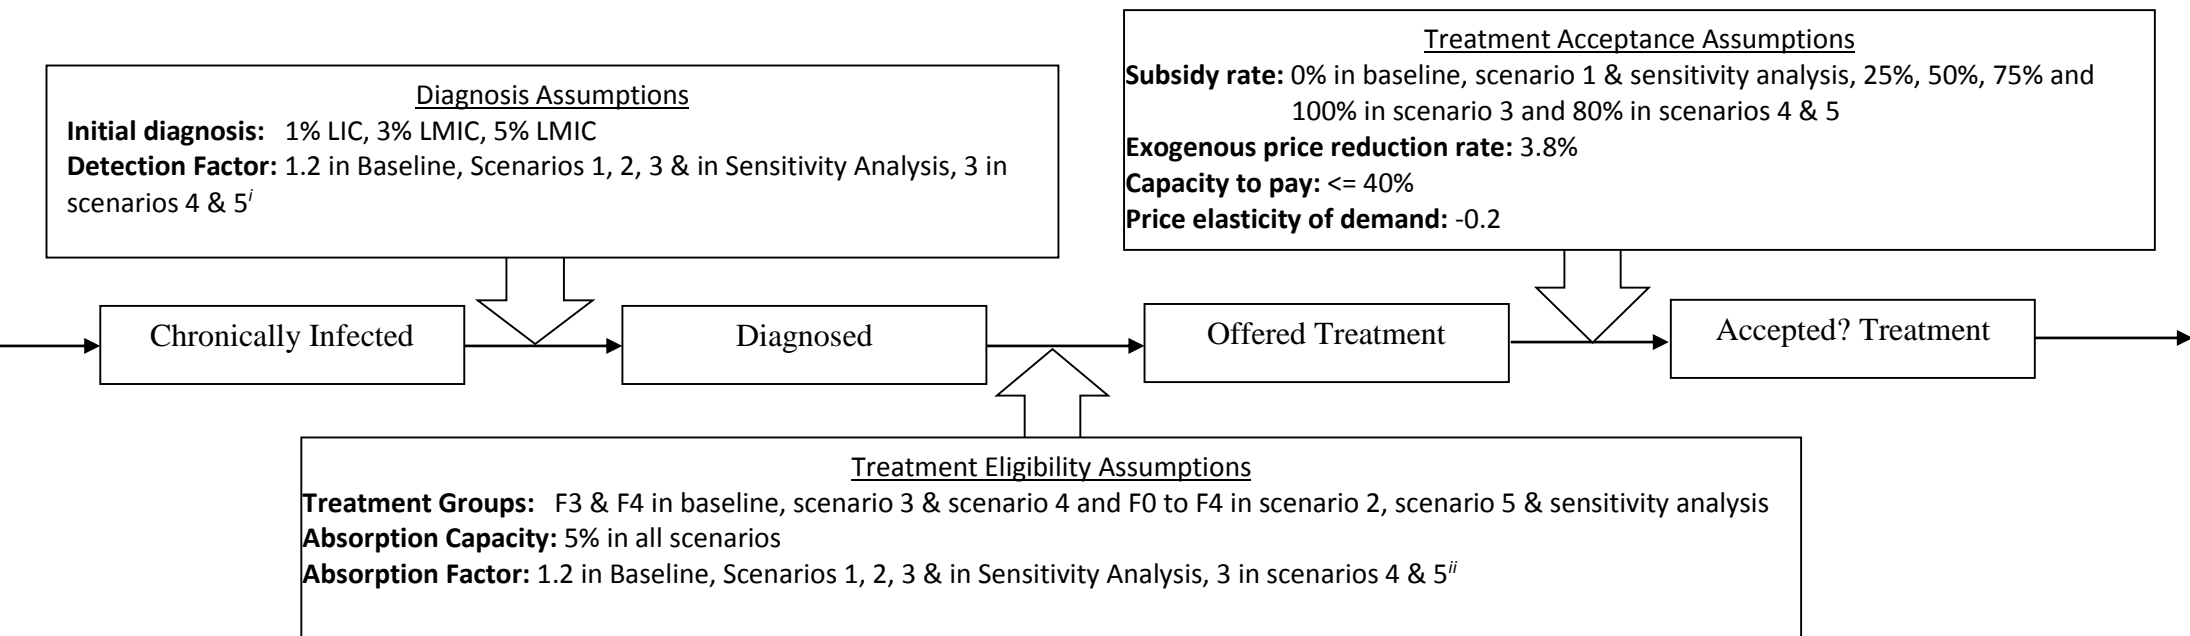 Diagnosis Assumptions
Initial diagnosis: 1% LIC, 3% LMIC, 5% LMIC
Detection Factor: 1.2 in Baseline, Scenarios 1, 2, 3 & in Sensitivity Analysis, 3 in
scenarios 4 & 5i
Treatment Acceptance Assumptions
Subsidy rate: 0% in baseline, scenario 1 & sensitivity analysis, 25%, 50%, 75% and
100% in scenario 3 and 80% in scenarios 4 & 5
Exogenous price reduction rate: 3.8%
Capacity to pay: <= 40%
Price elasticity of demand: -0.2
Chronically Infected
Diagnosed
Offered Treatment
Accepted? Treatment
Treatment Eligibility Assumptions
Treatment Groups: F3 & F4 in baseline, scenario 3 & scenario 4 and F0 to F4 in scenario 2, scenario 5 & sensitivity analysis
Absorption Capacity: 5% in all scenarios
Absorption Factor: 1.2 in Baseline, Scenarios 1, 2, 3 & in Sensitivity Analysis, 3 in scenarios 4 & 5ii